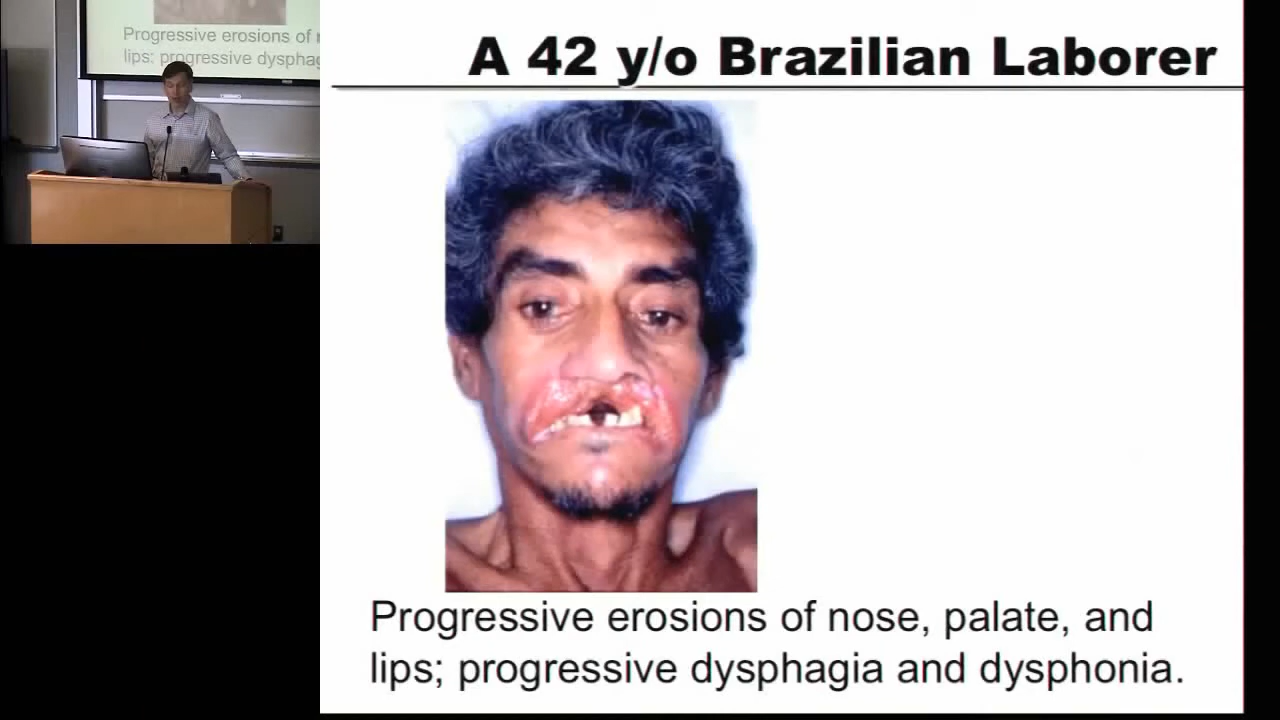 Progressive erosions of
lips; progressive dysphag
A 42 y/o Brazilian Laborer
Progressive erosions of nose, palate, and
lips; progressive dysphagia and dysphonia.